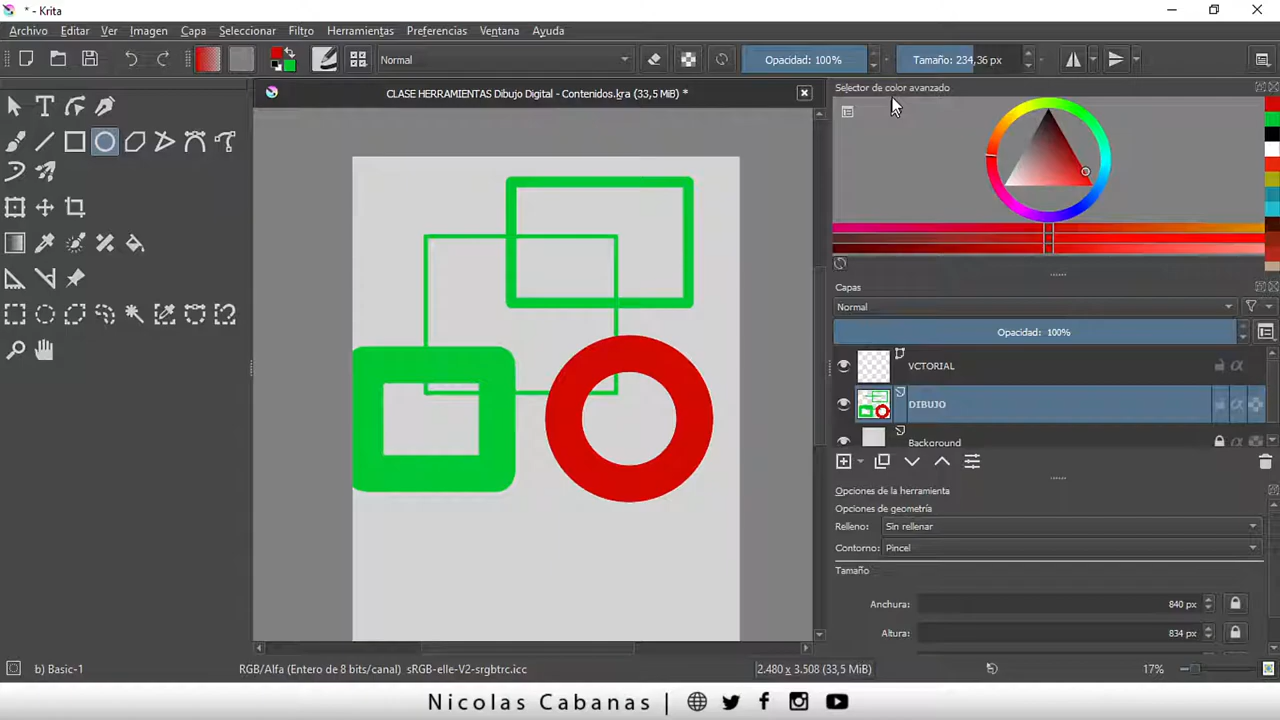 * - Krita
Archivo Editar Ver Imagen Capa Seleccionar Filtro Herramientas Preferencias Ventana Ayuda
Normal Opacidad: 100% Tamaño: 234,36 px
CLASE HERRAMIENTAS Dibujo Digital - Contenidos.kra (33,5 MiB) *
Selector de color avanzado
Capas
Normal
Opacidad: 100%
VCTORIAL
DIBUJO
Background
Opciones de la herramienta
Opciones de geometría
Relleno: Sin rellenar
Contorno: Pincel
Tamaño
Anchura: 840 px
Altura: 834 px
b) Basic-1 RGB/Alfa (Entero de 8 bits/canal) sRGB-elle-V2-srgbtrc.icc 2.480 x 3.508 (33,5 MiB) 17%
Nicolas Cabanas |